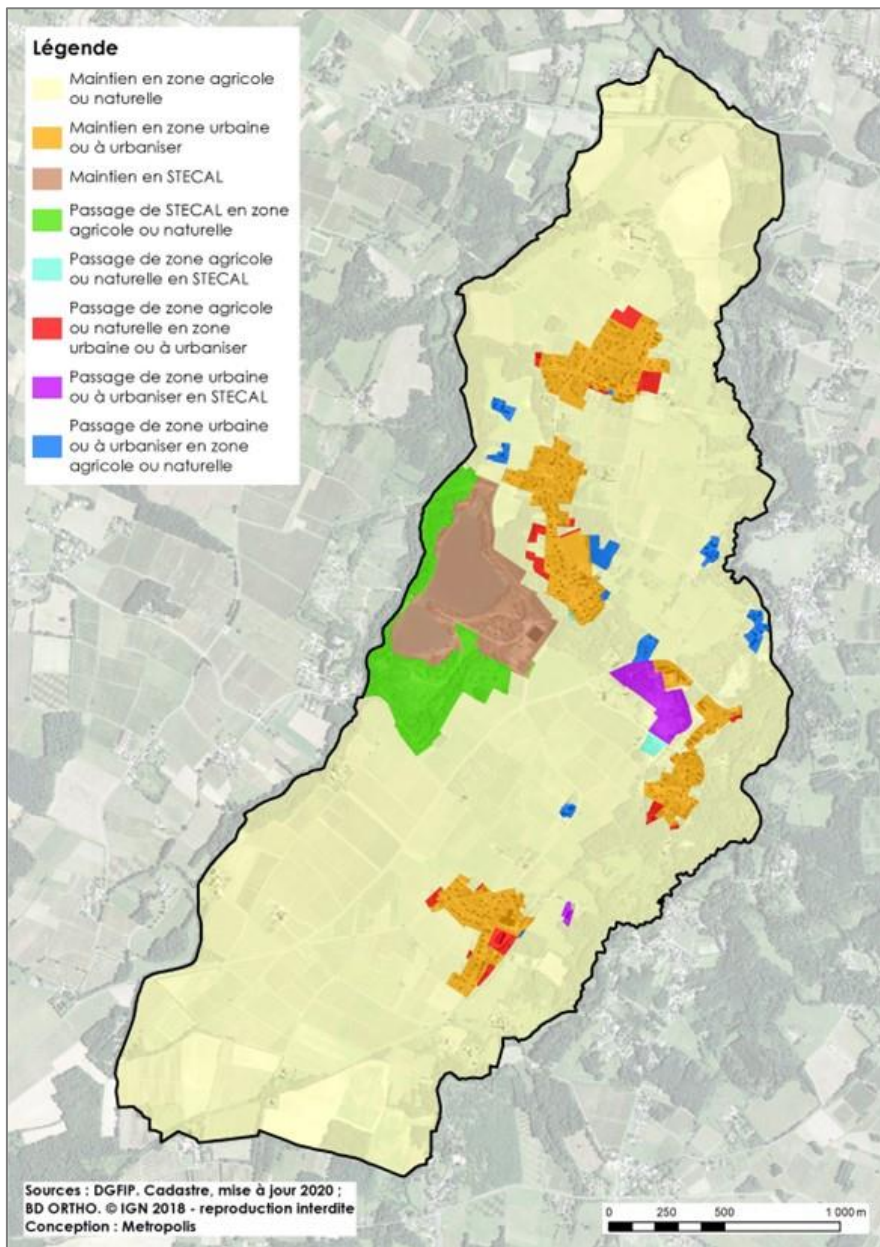 Légende
Maintien en zone agricole
ou naturelle
Maintien en zone urbaine
ou à urbaniser
Maintien en STECAL
Passage de STECAL en zone
agricole ou naturelle
Passage de zone agricole
ou naturelle en STECAL
Passage de zone agricole
ou naturelle en zone
urbaine ou à urbaniser
Passage de zone urbaine
ou à urbaniser en STECAL
Passage de zone urbaine
ou à urbaniser en zone
agricole ou naturelle
Sources : DGFIP. Cadastre, mise à jour 2020 ;
BD ORTHO. © IGN 2018 - reproduction interdite
Conception : Metropolis
0 250 500 1 000 m